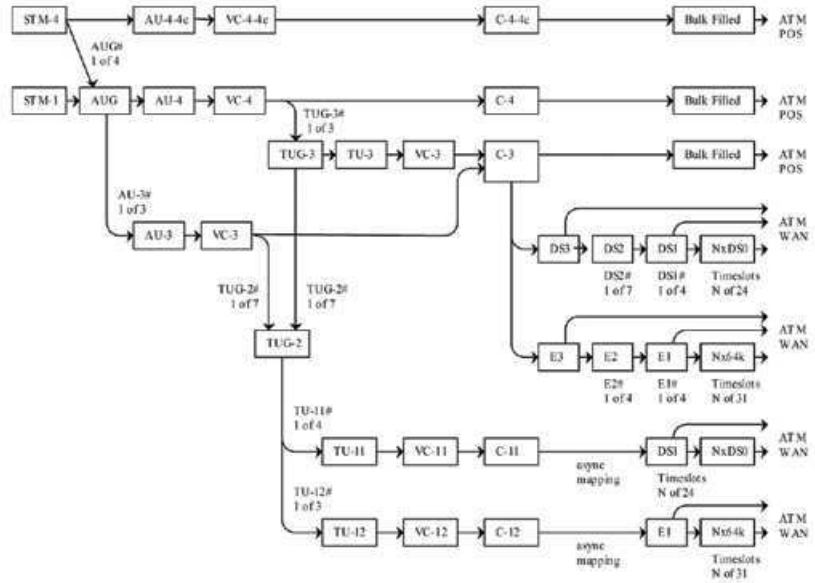 STM-4 AU-4-4c VC-4-4c C-4-4c Bulk Filled ATM
POS
AUG#
1 of 4
STM-1 AUG AU-4 VC-4 C-4 Bulk Filled ATM
POS
TUG-3#
1 of 3
TUG-3 TU-3 VC-3 C-3 Bulk Filled ATM
POS
AU-3#
1 of 3
AU-3 VC-3
ATM
WAN
DS3 DS2 DS1 NxDS0
DS2# DS1# Timeslots
1 of 7 1 of 4 N of 24
TUG-2# TUG-2#
1 of 7 1 of 7
TUG-2
ATM
WAN
E3 E2 E1 Nx64k
E2# E1# Timeslots
1 of 4 1 of 4 N of 31
TU-11#
1 of 4
TU-11 VC-11 C-11 DS1 NxDS0 ATM
WAN
async
mapping
Timeslots
N of 24
TU-12#
1 of 3
TU-12 VC-12 C-12 E1 Nx64k ATM
WAN
async
mapping
Timeslots
N of 31